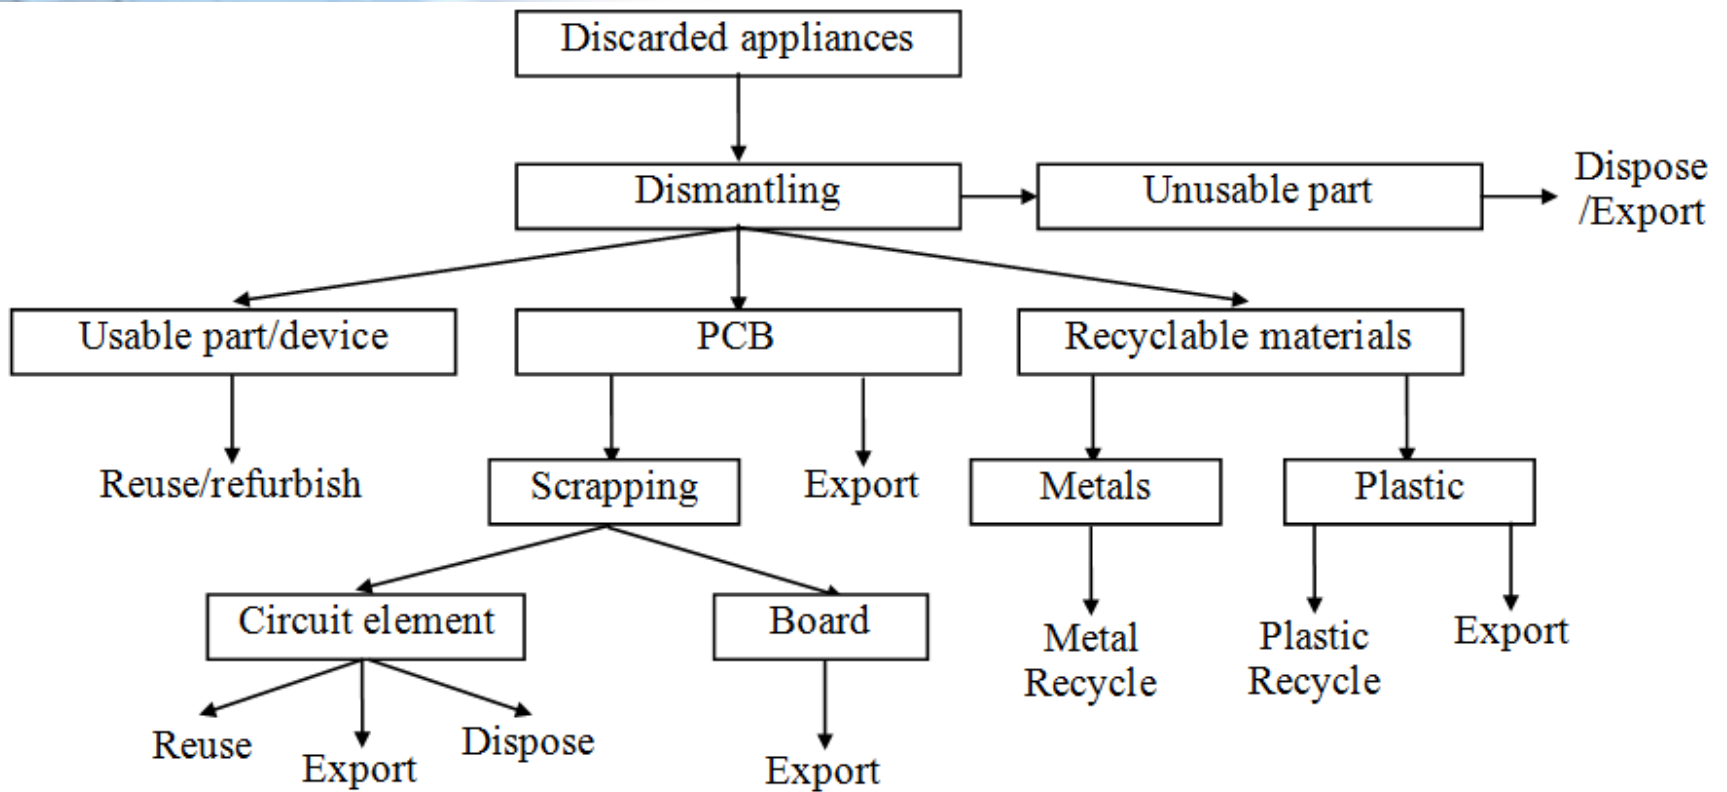 Discarded appliances
Dismantling
Unusable part
Dispose
/Export
Usable part/device
PCB
Recyclable materials
Reuse/refurbish
Scrapping
Export
Metals
Plastic
Circuit element
Board
Metal
Recycle
Plastic
Recycle
Export
Reuse
Export
Dispose
Export